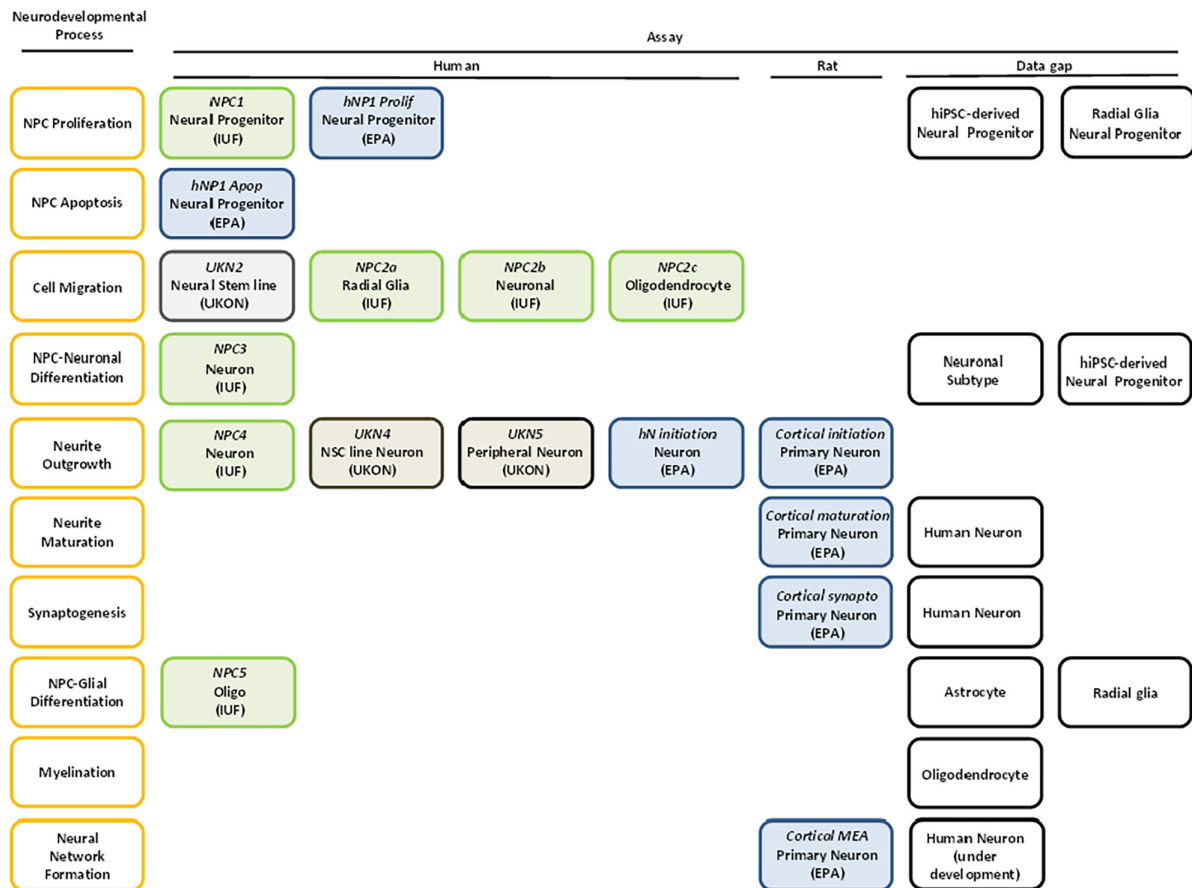 Neurodevelopmental
Process
Assay
Human
Rat
Data gap
NPC Proliferation
NPC1
Neural Progenitor
(IUF)
hNP1 Prolif
Neural Progenitor
(EPA)
hiPSC-derived
Neural Progenitor
Radial Glia
Neural Progenitor
NPC Apoptosis
hNP1 Apop
Neural Progenitor
(EPA)
Cell Migration
UKN2
Neural Stem line
(UKON)
NPC2a
Radial Glia
(IUF)
NPC2b
Neuronal
(IUF)
NPC2c
Oligodendrocyte
(IUF)
NPC-Neuronal
Differentiation
NPC3
Neuron
(IUF)
Neuronal
Subtype
hiPSC-derived
Neural Progenitor
Neurite
Outgrowth
NPC4
Neuron
(IUF)
UKN4
NSC line Neuron
(UKON)
UKN5
Peripheral Neuron
(UKON)
hN initiation
Neuron
(EPA)
Cortical initiation
Primary Neuron
(EPA)
Neurite
Maturation
Cortical maturation
Primary Neuron
(EPA)
Human Neuron
Synaptogenesis
Cortical synapto
Primary Neuron
(EPA)
Human Neuron
NPC-Glial
Differentiation
NPC5
Oligo
(IUF)
Astrocyte
Radial glia
Myelination
Oligodendrocyte
Neural
Network
Formation
Cortical MEA
Primary Neuron
(EPA)
Human Neuron
(under
development)